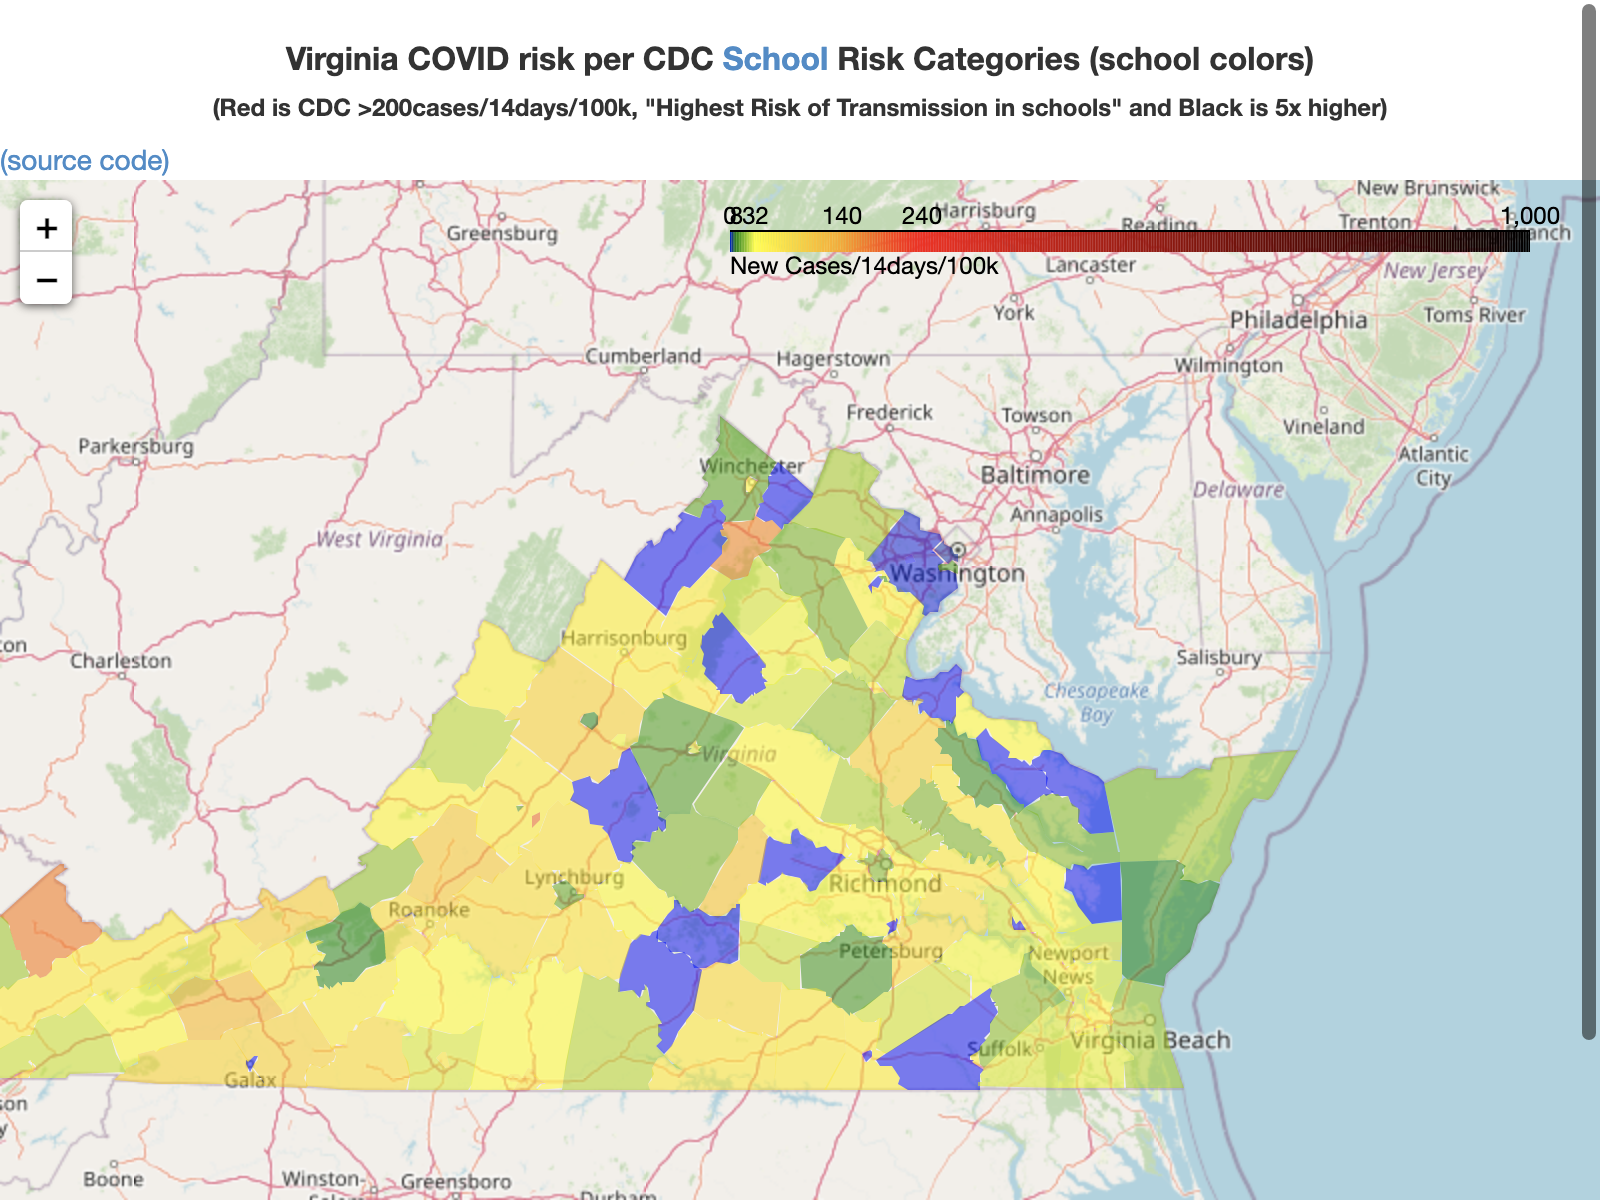 Virginia COVID risk per CDC School Risk Categories (school colors)
(Red is CDC >200cases/14days/100k, "Highest Risk of Transmission in schools" and Black is 5x higher)
(source code)
+
−
0 8 32 140 240 1,000
New Cases/14days/100k
New Brunswick
Harrisburg
Reading
Trenton
Long Branch
Greensburg
Lancaster
New Jersey
York
Philadelphia
Toms River
Cumberland
Hagerstown
Wilmington
Frederick
Towson
Vineland
Parkersburg
Winchester
Baltimore
Atlantic
City
Delaware
Annapolis
West Virginia
Washington
Harrisonburg
Charleston
Salisbury
Chesapeake
Bay
Virginia
Lynchburg
Richmond
Roanoke
Petersburg
Newport
News
Virginia Beach
Suffolk
Galax
Boone
Winston-
Greensboro
Durham